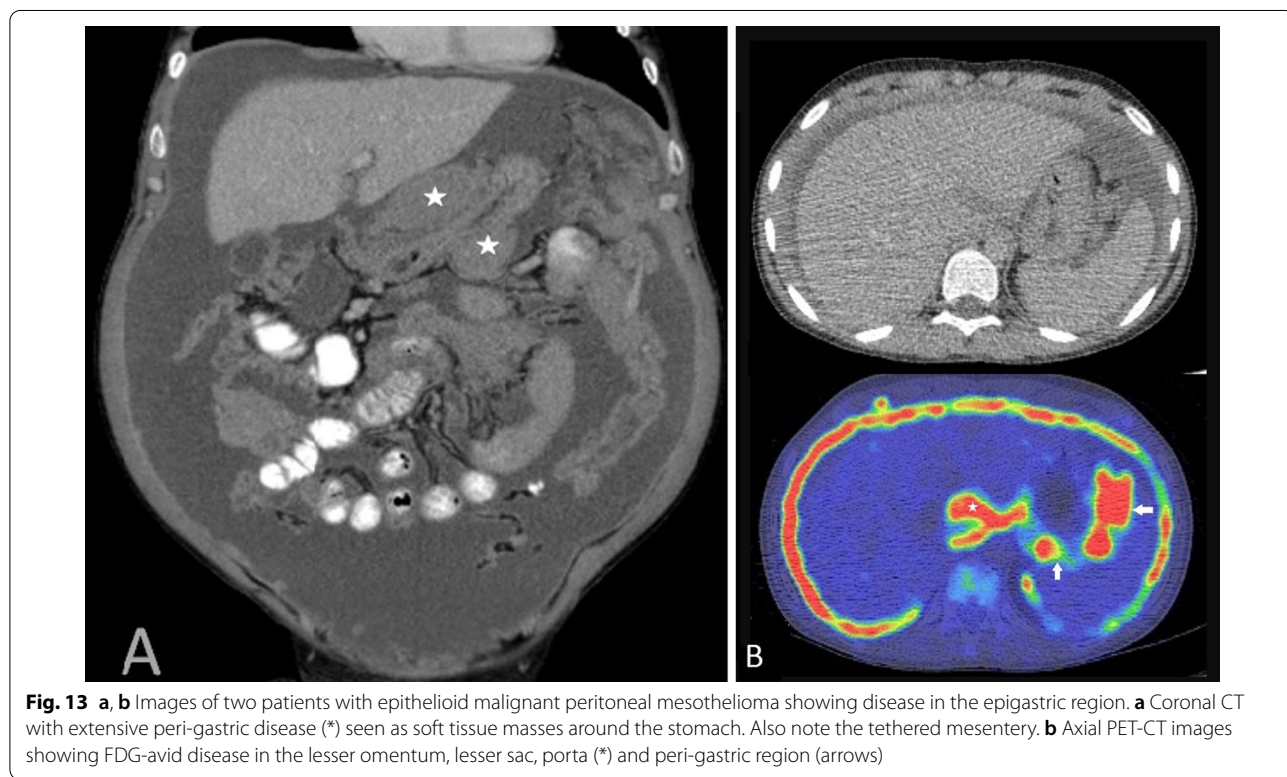 A
B
Fig. 13 a, b Images of two patients with epithelioid malignant peritoneal mesothelioma showing disease in the epigastric region. a Coronal CT
with extensive peri-gastric disease (*) seen as soft tissue masses around the stomach. Also note the tethered mesentery. b Axial PET-CT images
showing FDG-avid disease in the lesser omentum, lesser sac, porta (*) and peri-gastric region (arrows)